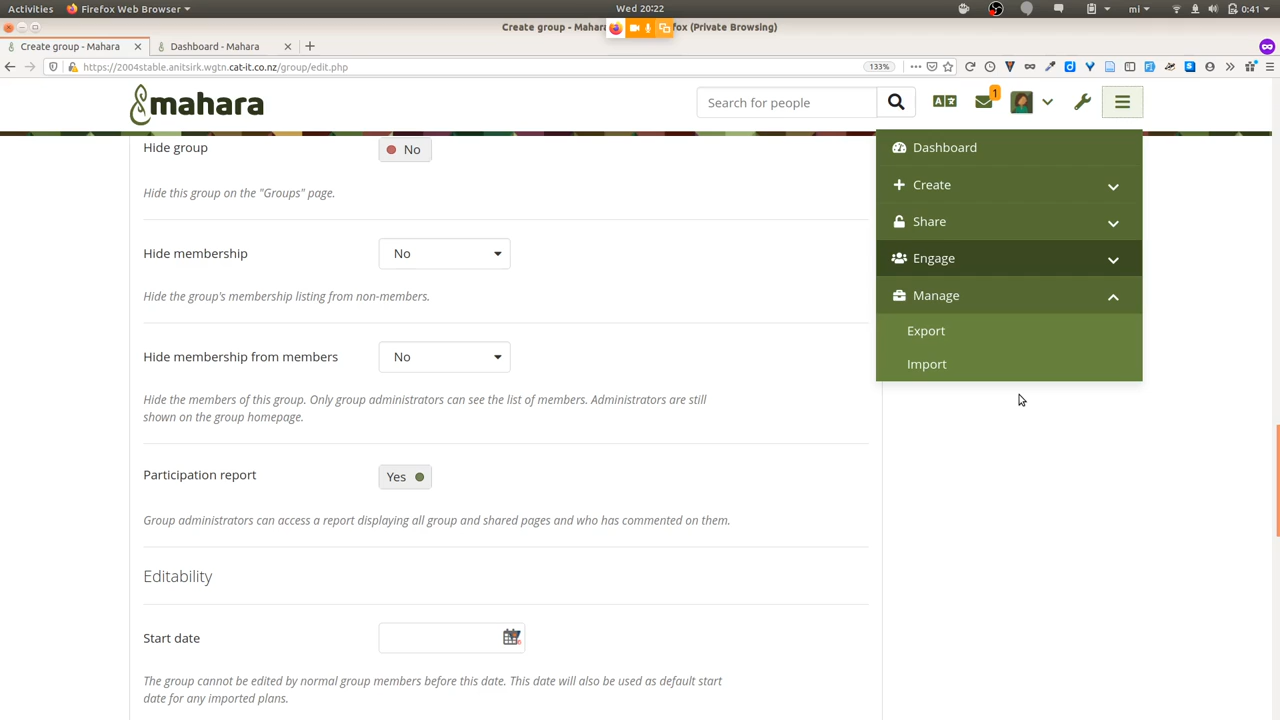 Activities
Firefox Web Browser
Wed 20:22
mi
0:41
Create group - Mahara
Dashboard - Mahara
https://2004stable.anitsirk.wgtn.cat-it.co.nz/group/edit.php
133%
mahara
Search for people
1
Hide group
No
Hide this group on the "Groups" page.
Hide membership
No
Hide the group's membership listing from non-members.
Hide membership from members
No
Hide the members of this group. Only group administrators can see the list of members. Administrators are still
shown on the group homepage.
Participation report
Yes
Group administrators can access a report displaying all group and shared pages and who has commented on them.
Editability
Start date
The group cannot be edited by normal group members before this date. This date will also be used as default start
date for any imported plans.
Dashboard
Create
Share
Engage
Manage
Export
Import